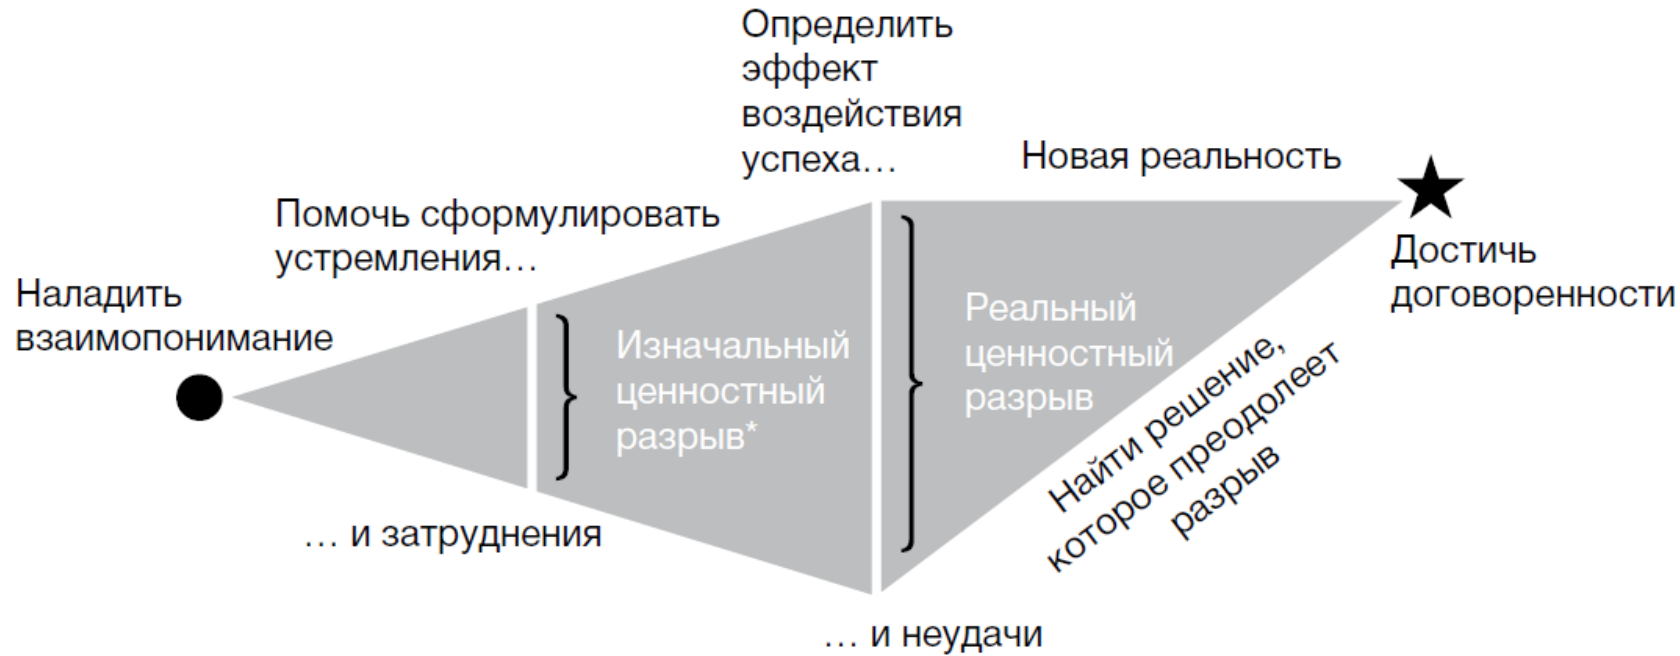 Определить
эффект
воздействия
успеха…
Новая реальность
Помочь сформулировать
устремления…
Достичь
договоренности
Наладить
взаимопонимание
Изначальный
ценностный
разрыв*
Реальный
ценностный
разрыв
Найти решение,
которое преодолеет
разрыв
… и затруднения
… и неудачи